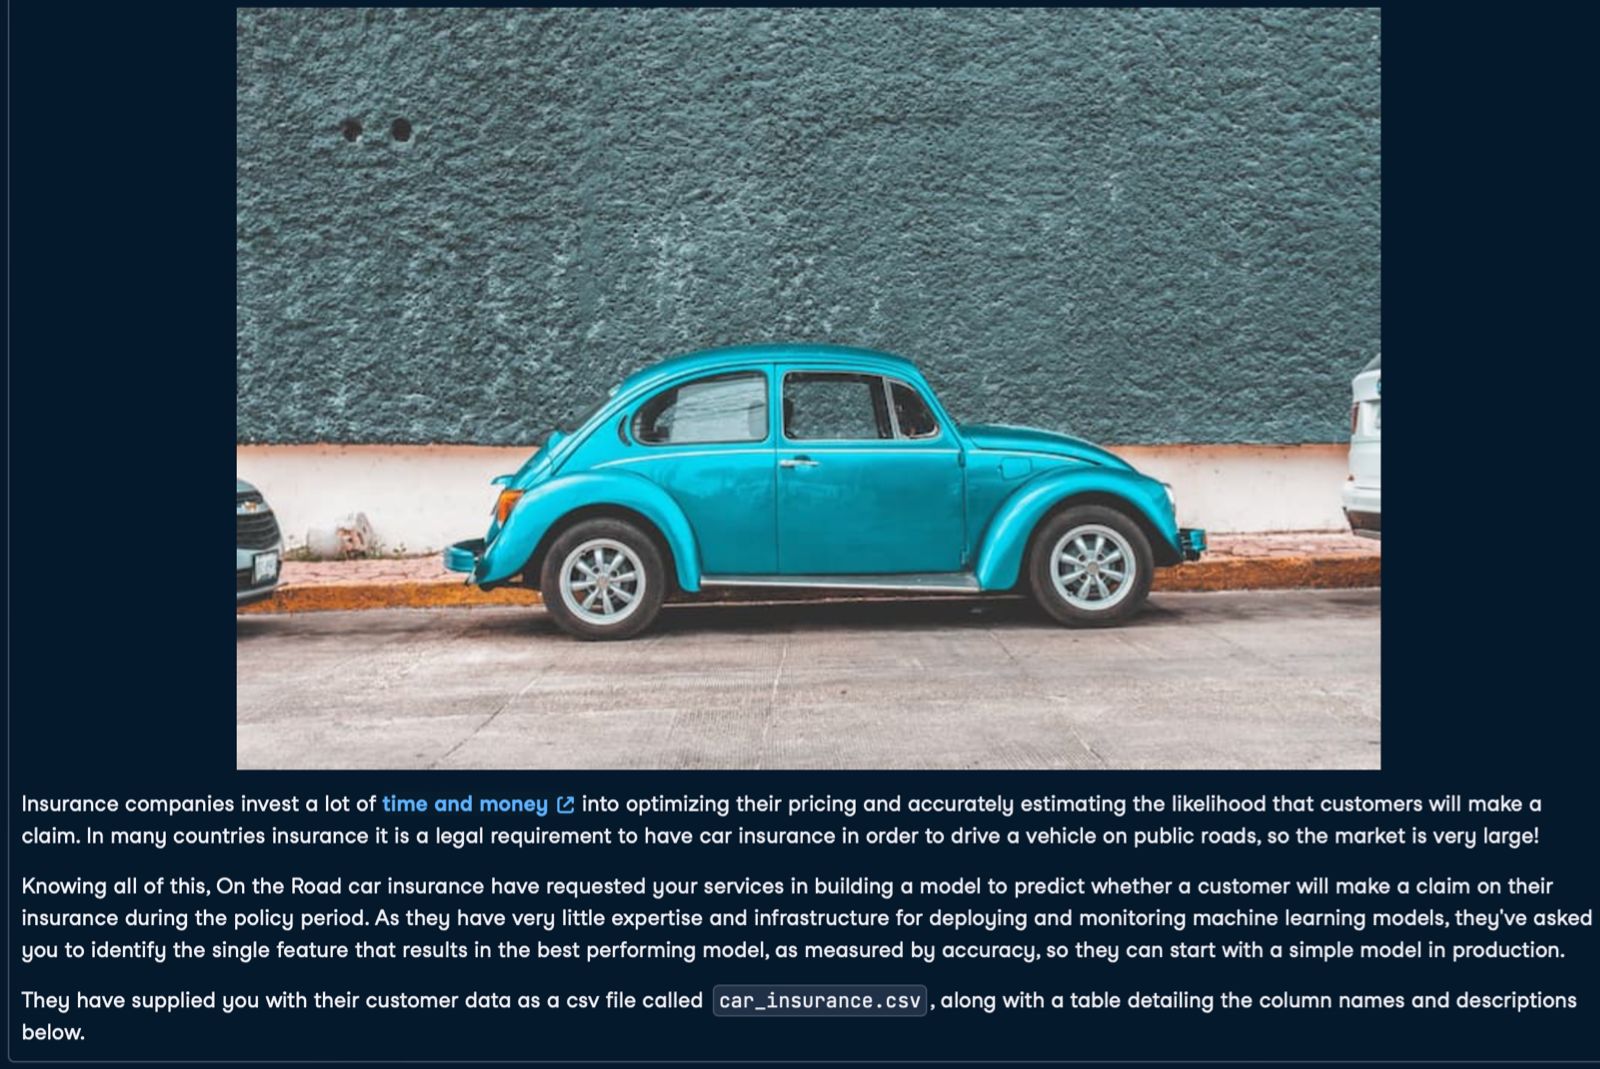 Insurance companies invest a lot of time and money into optimizing their pricing and accurately estimating the likelihood that customers will make a
claim. In many countries insurance it is a legal requirement to have car insurance in order to drive a vehicle on public roads, so the market is very large!
Knowing all of this, On the Road car insurance have requested your services in building a model to predict whether a customer will make a claim on their
insurance during the policy period. As they have very little expertise and infrastructure for deploying and monitoring machine learning models, they've asked
you to identify the single feature that results in the best performing model, as measured by accuracy, so they can start with a simple model in production.
They have supplied you with their customer data as a csv file called car_insurance.csv, along with a table detailing the column names and descriptions
below.